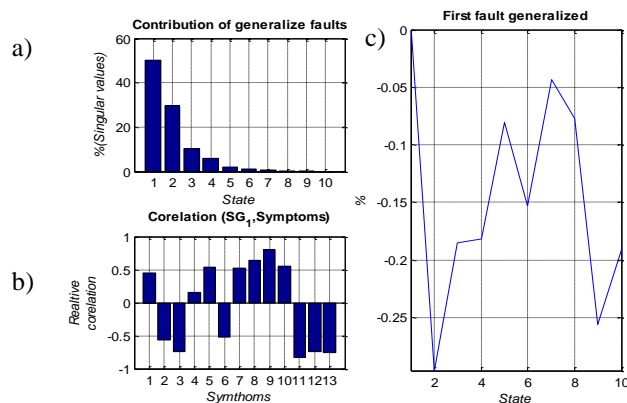 a)
Contribution of generalize faults
%(Singular values)
60
40
20
0
1 2 3 4 5 6 7 8 9 10
State
b)
Corelation (SG1,Symptoms)
Realtive
corelation
1
0.5
0
-0.5
-1
1 2 3 4 5 6 7 8 9 10 11 12 13
Symthoms
c)
First fault generalized
%
0
-0.05
-0.1
-0.15
-0.2
-0.25
2 4 6 8 10
State